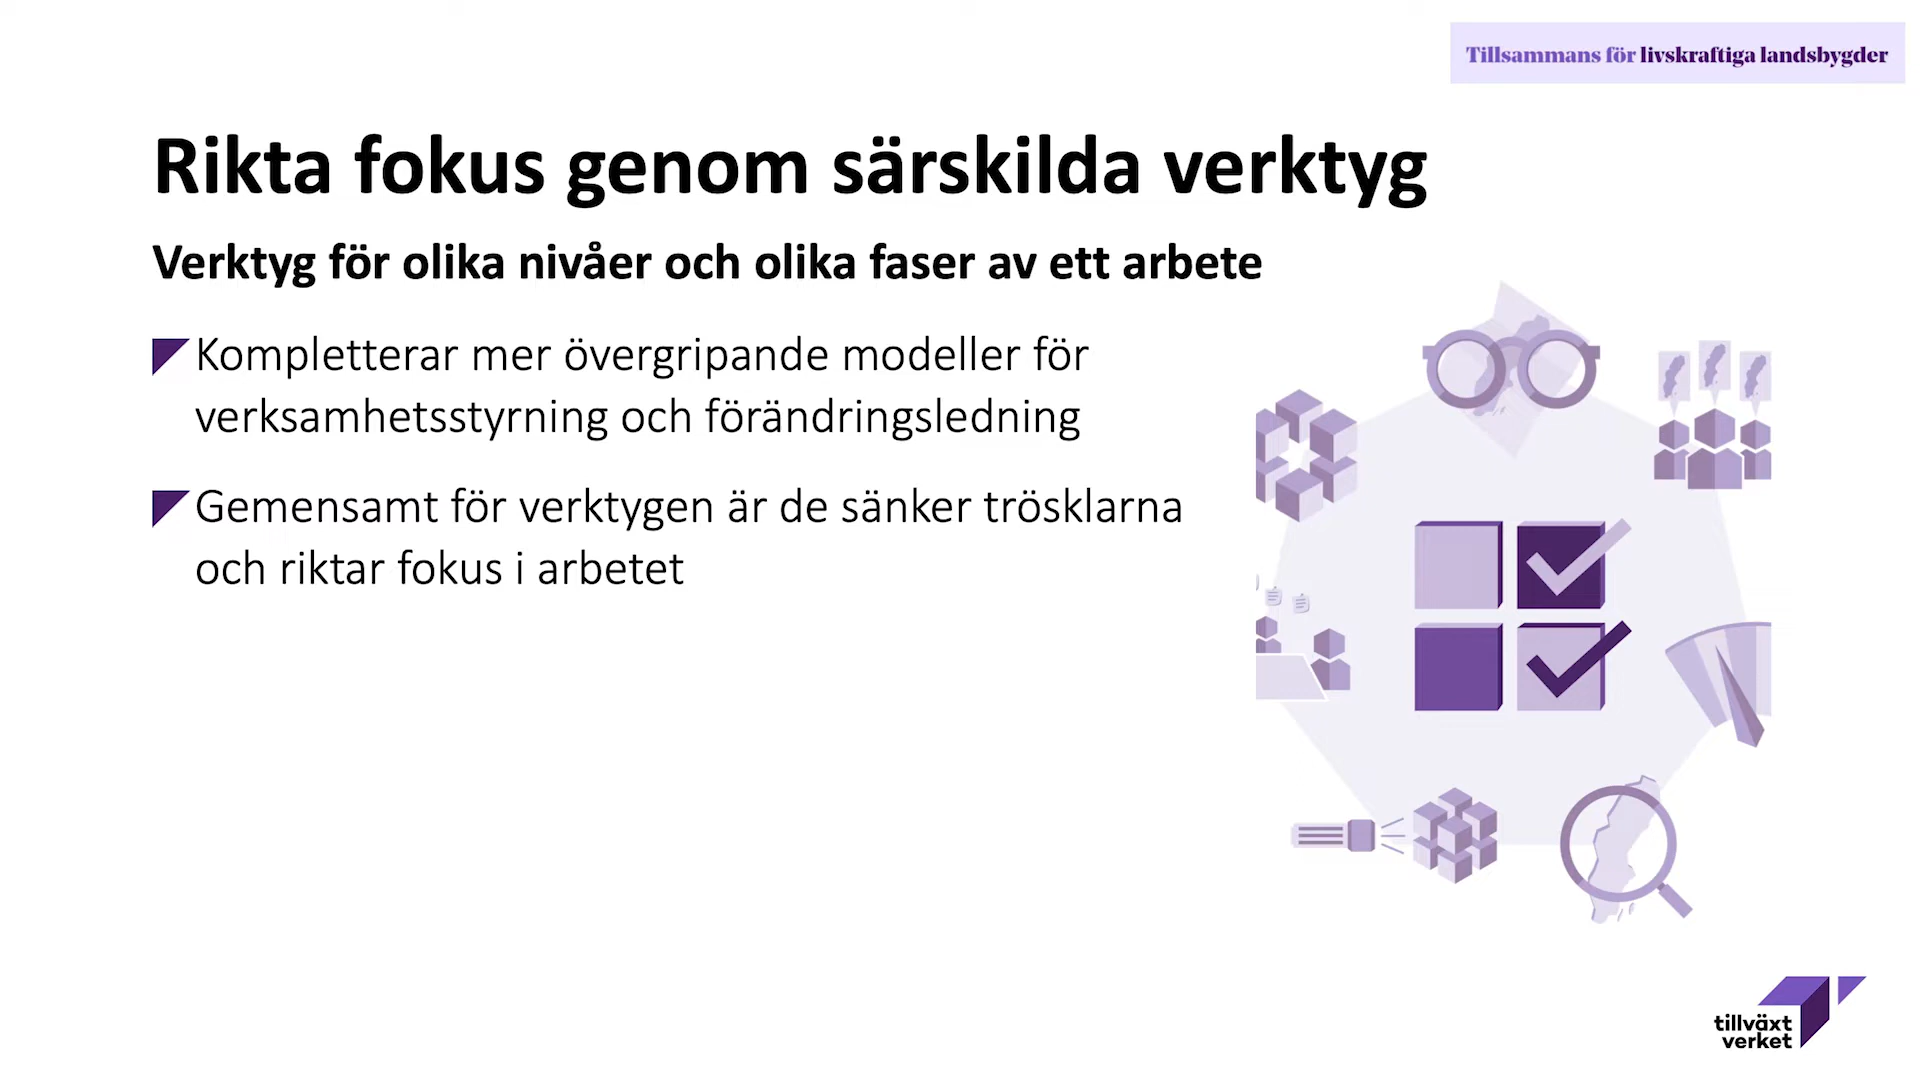 Tillsammans för livskraftiga landsbygder
Rikta fokus genom särskilda verktyg
Verktyg för olika nivåer och olika faser av ett arbete
Kompletterar mer övergripande modeller för
verksamhetsstyrning och förändringsledning
Gemensamt för verktygen är de sänker trösklarna
och riktar fokus i arbetet
tillväxt
verket